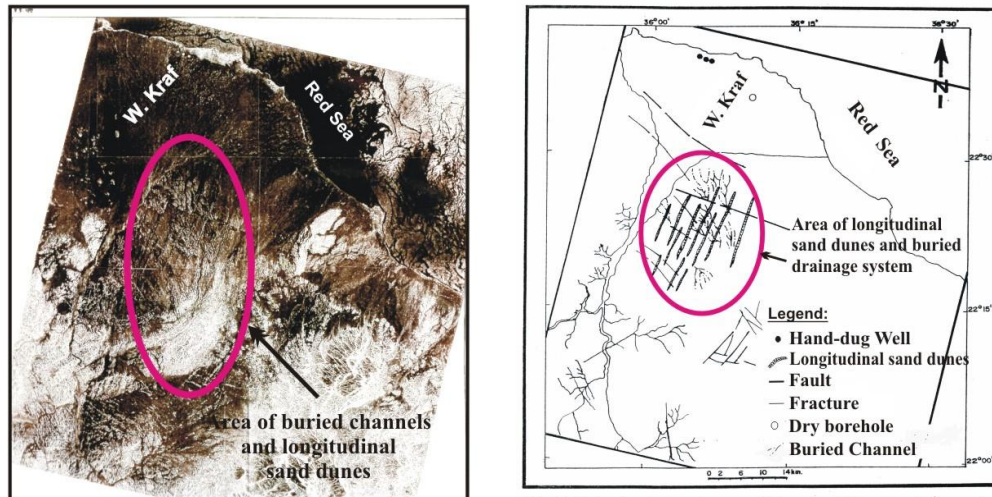 W. Kraf
Red Sea
Area of buried channels
and longitudinal
sand dunes
36°00'
36°15'
36°30'
N
W. Kraf
Red Sea
22°30'
Area of longitudinal
sand dunes and buried
drainage system
22°15'
Legend:
Hand-dug Well
Longitudinal sand dunes
Fault
Fracture
Dry borehole
Buried Channel
22°00'
0 2 6 10 14km.